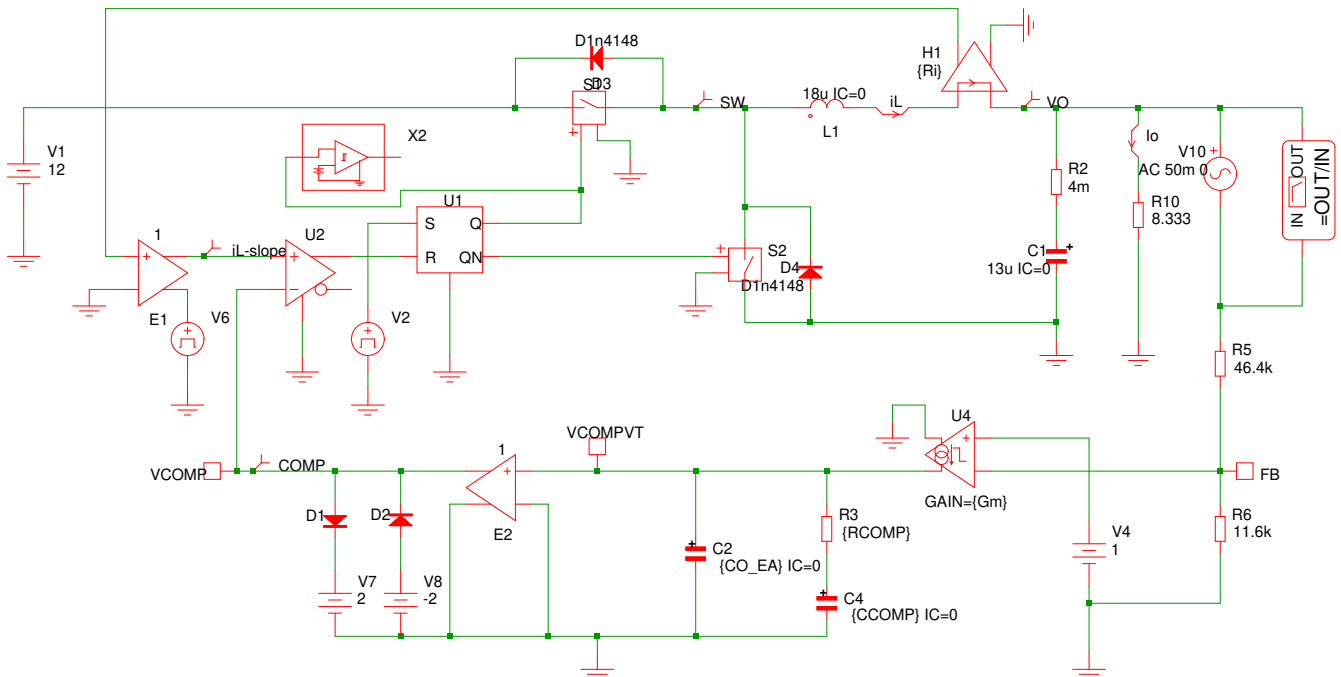 D1n4148
D3
S1
SW
18u IC=0
L1
iL
H1
{Ri}
VO
X2
V1
12
Io
V10
AC 50m 0
R2
4m
R10
8.333
OUT
IN
=OUT/IN
U1
S
Q
R
QN
1
iL-slope
U2
S2
D4
D1n4148
C1
13u IC=0
E1
V6
V2
R5
46.4k
U4
GAIN={Gm}
FB
VCOMPVT
1
E2
VCOMP
COMP
D1
D2
R3
{RCOMP}
C2
{CO_EA} IC=0
C4
{CCOMP} IC=0
V4
1
R6
11.6k
V7
2
V8
-2